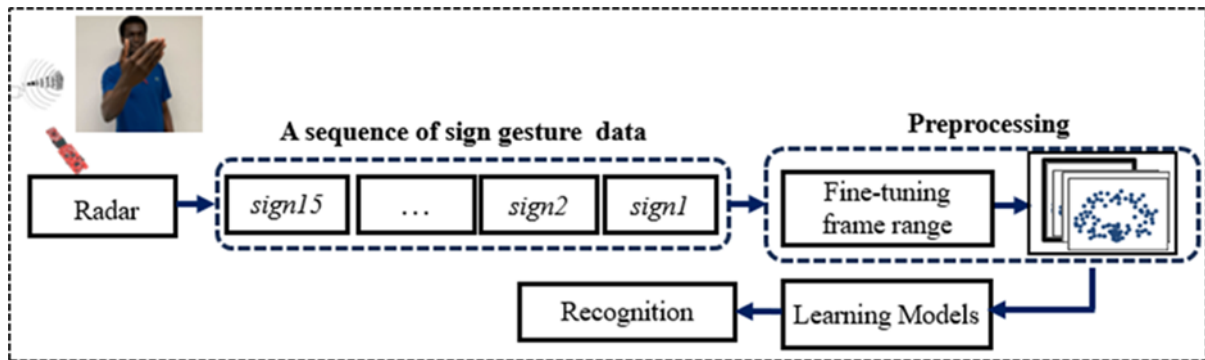 A sequence of sign gesture data
Preprocessing
Radar
sign15
...
sign2
sign1
Fine-tuning
frame range
Recognition
Learning Models